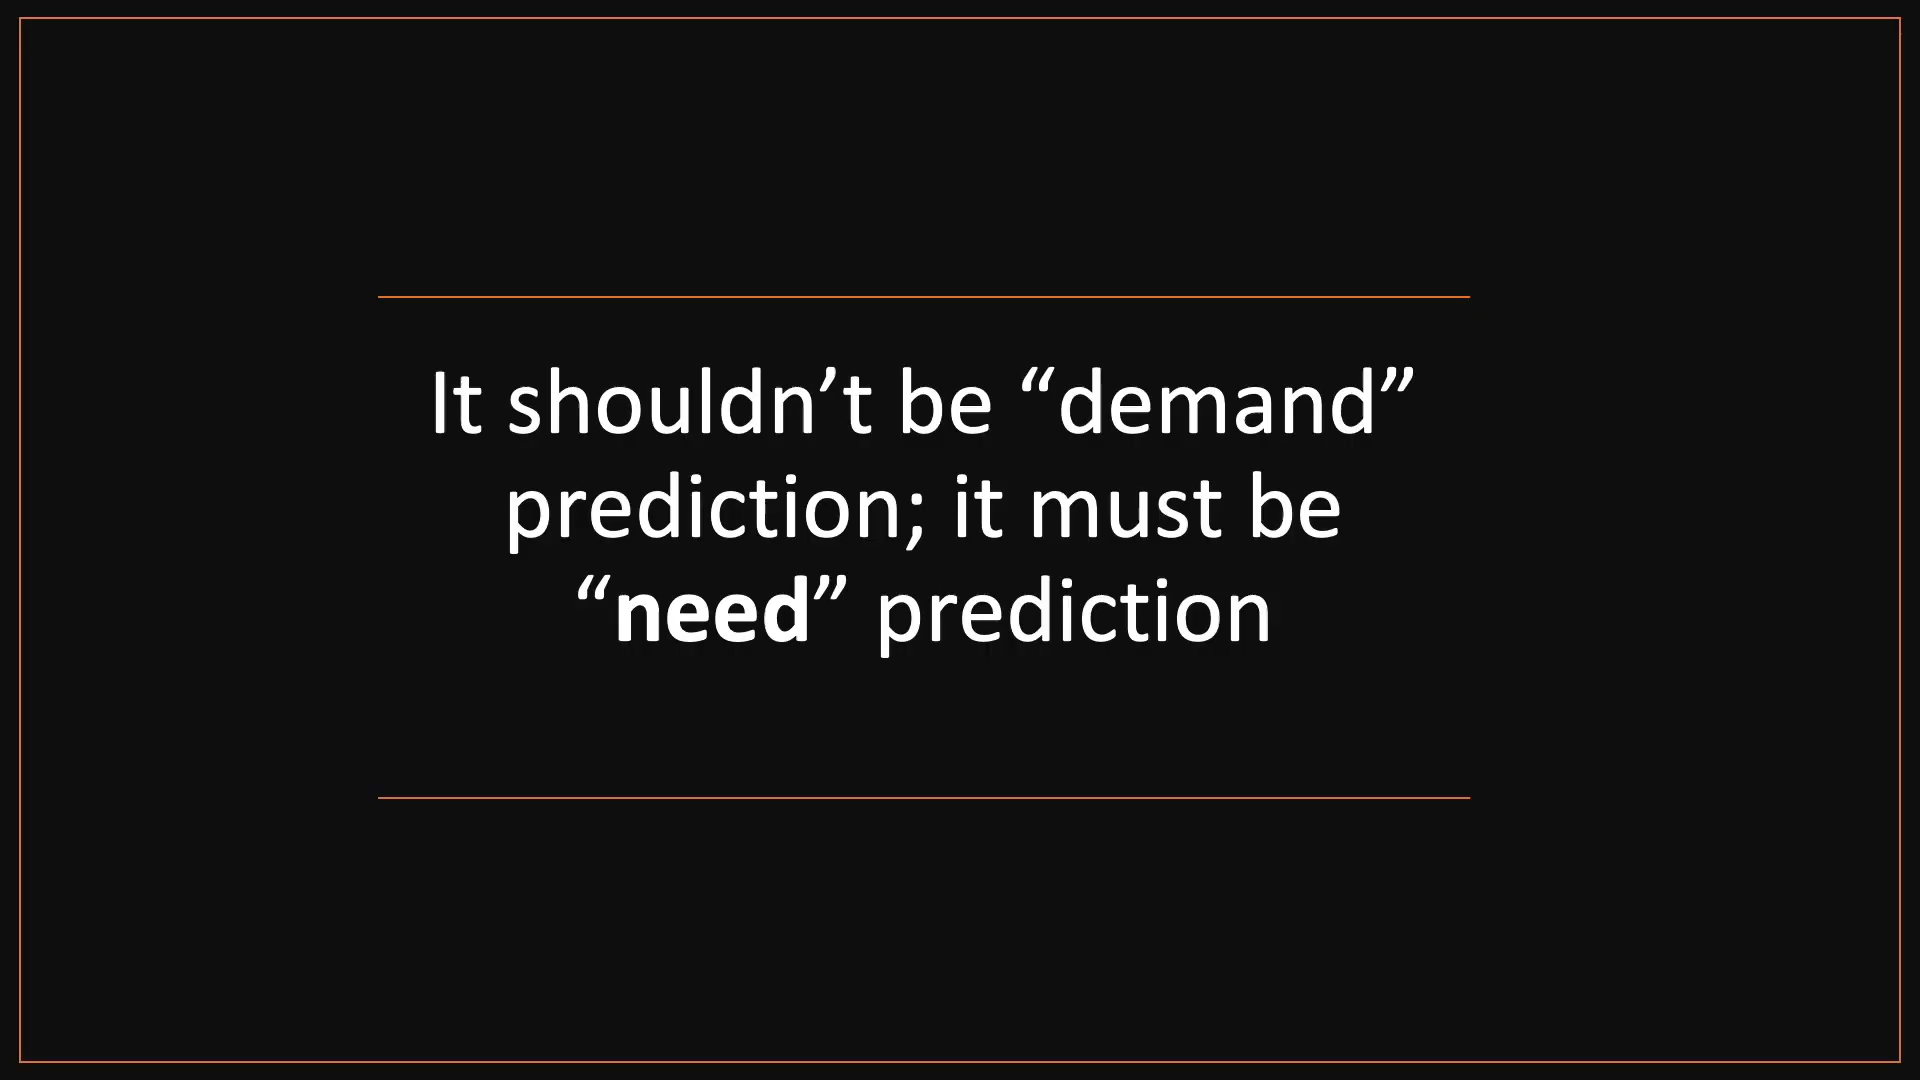 It shouldn’t be “demand”
prediction; it must be
“need” prediction